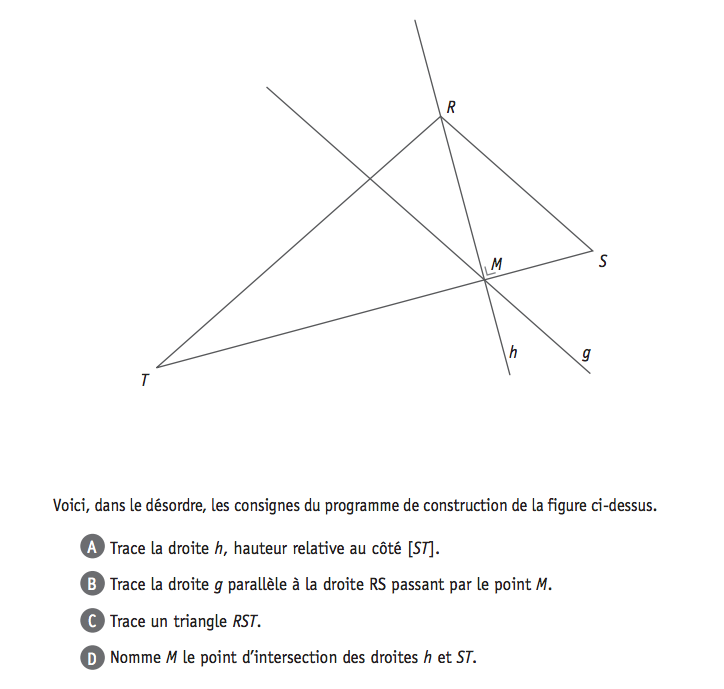 R
M
S
h
g
T
Voici, dans le désordre, les consignes du programme de construction de la figure ci-dessus.
A Trace la droite h, hauteur relative au côté [ST].
B Trace la droite g parallèle à la droite RS passant par le point M.
C Trace un triangle RST.
D Nomme M le point d’intersection des droites h et ST.